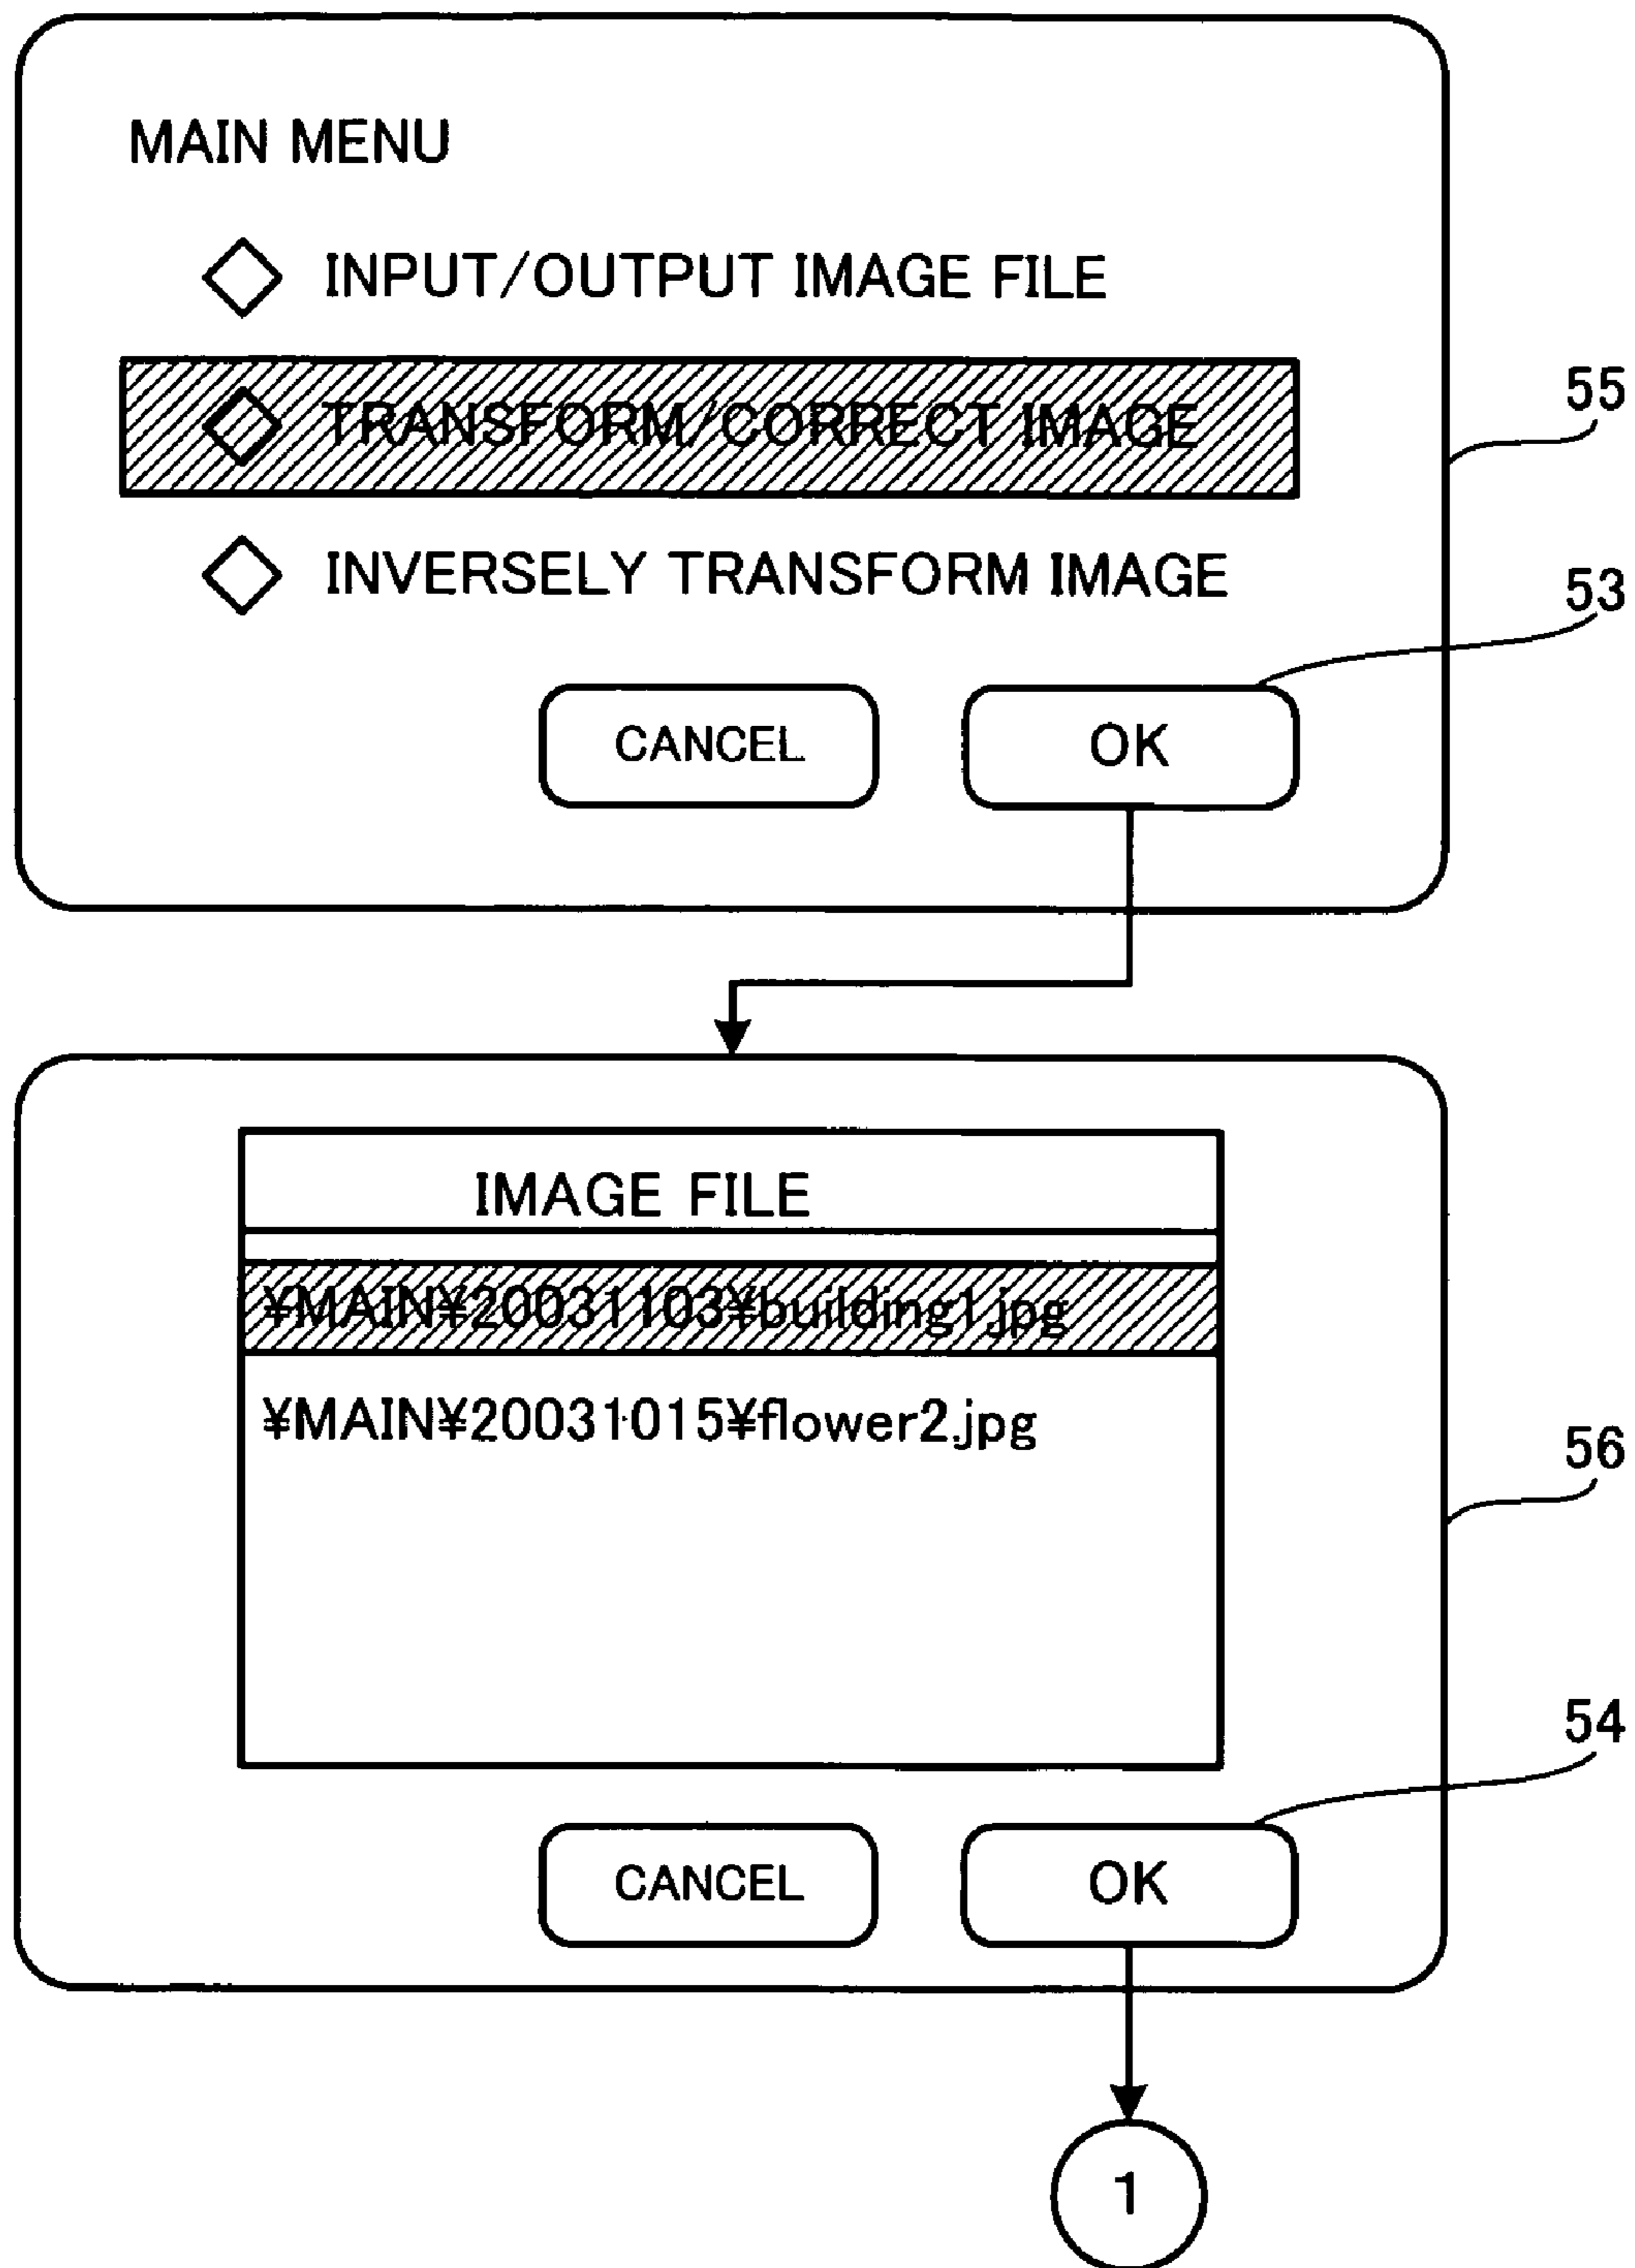 MAIN MENU
INPUT/OUTPUT IMAGE FILE
TRANSFORM/CORRECT IMAGE
55
INVERSELY TRANSFORM IMAGE
53
CANCEL OK
IMAGE FILE
¥MAIN¥20031103¥building1.jpg
¥MAIN¥20031015¥flower2.jpg
56
54
CANCEL OK
1